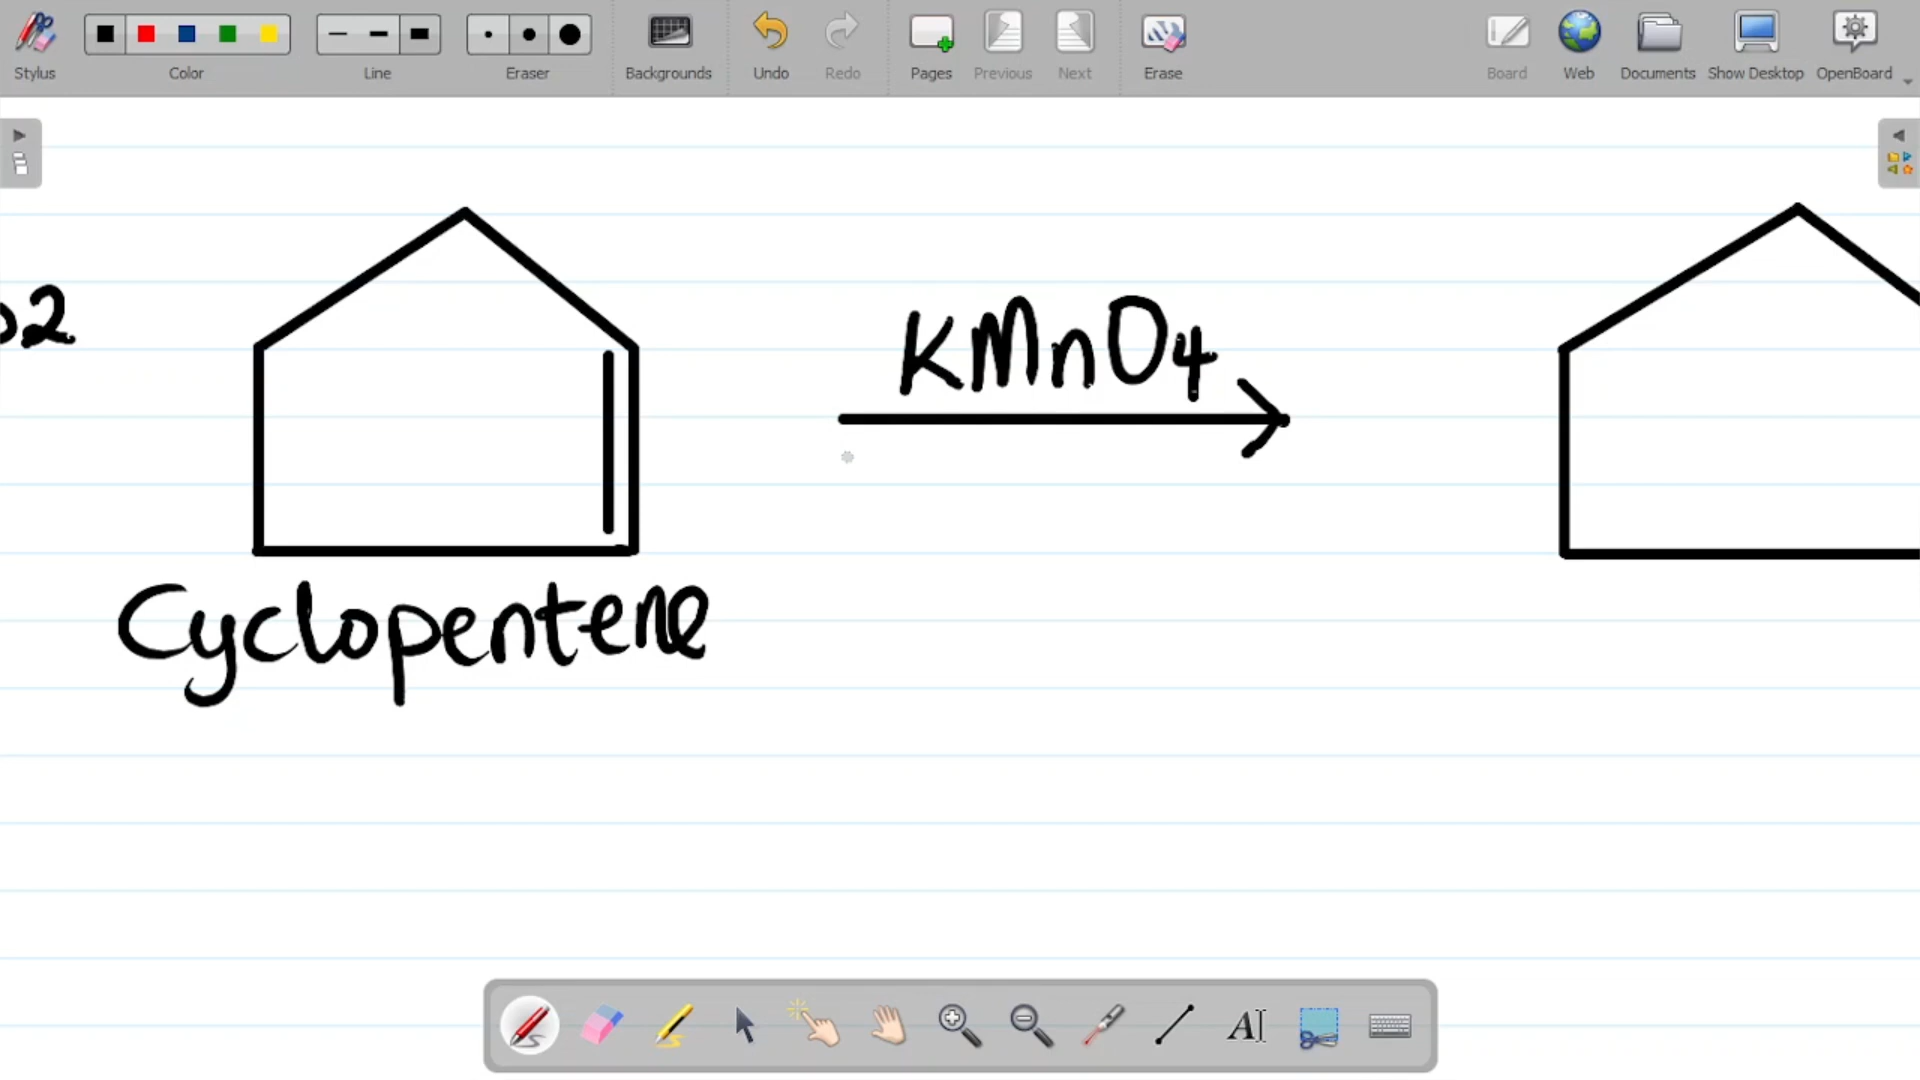 Stylus
Color
Line
Eraser
Backgrounds
Undo
Redo
Pages
Previous
Next
Erase
Board
Web
Documents
Show Desktop
OpenBoard
KMnO4
Cyclopentene